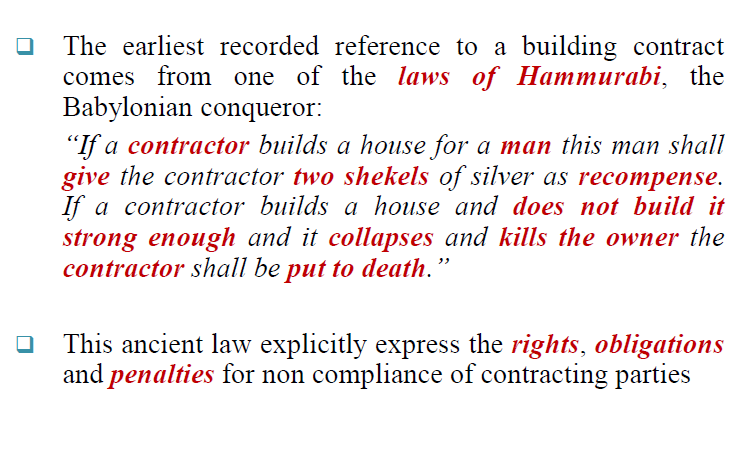 The earliest recorded reference to a building contract
comes from one of the laws of Hammurabi, the
Babylonian conqueror:
“If a contractor builds a house for a man this man shall
give the contractor two shekels of silver as recompense.
If a contractor builds a house and does not build it
strong enough and it collapses and kills the owner the
contractor shall be put to death.”
This ancient law explicitly express the rights, obligations
and penalties for non compliance of contracting parties